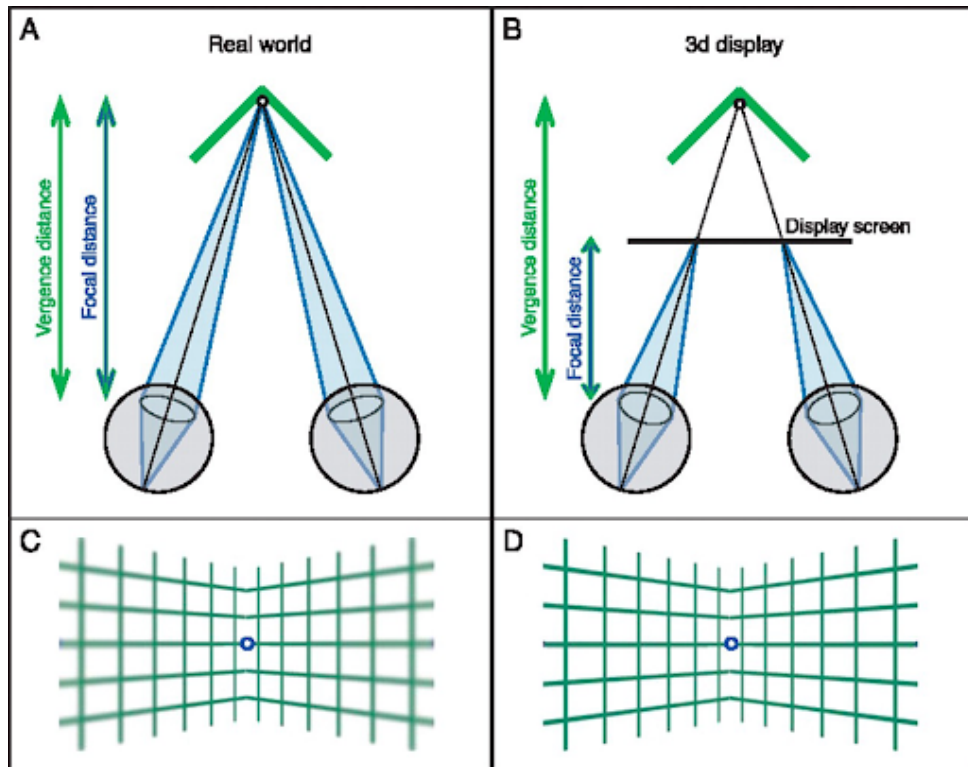 A
Real world
Vergence distance
Focal distance
B
3d display
Display screen
Vergence distance
Focal distance
C
D